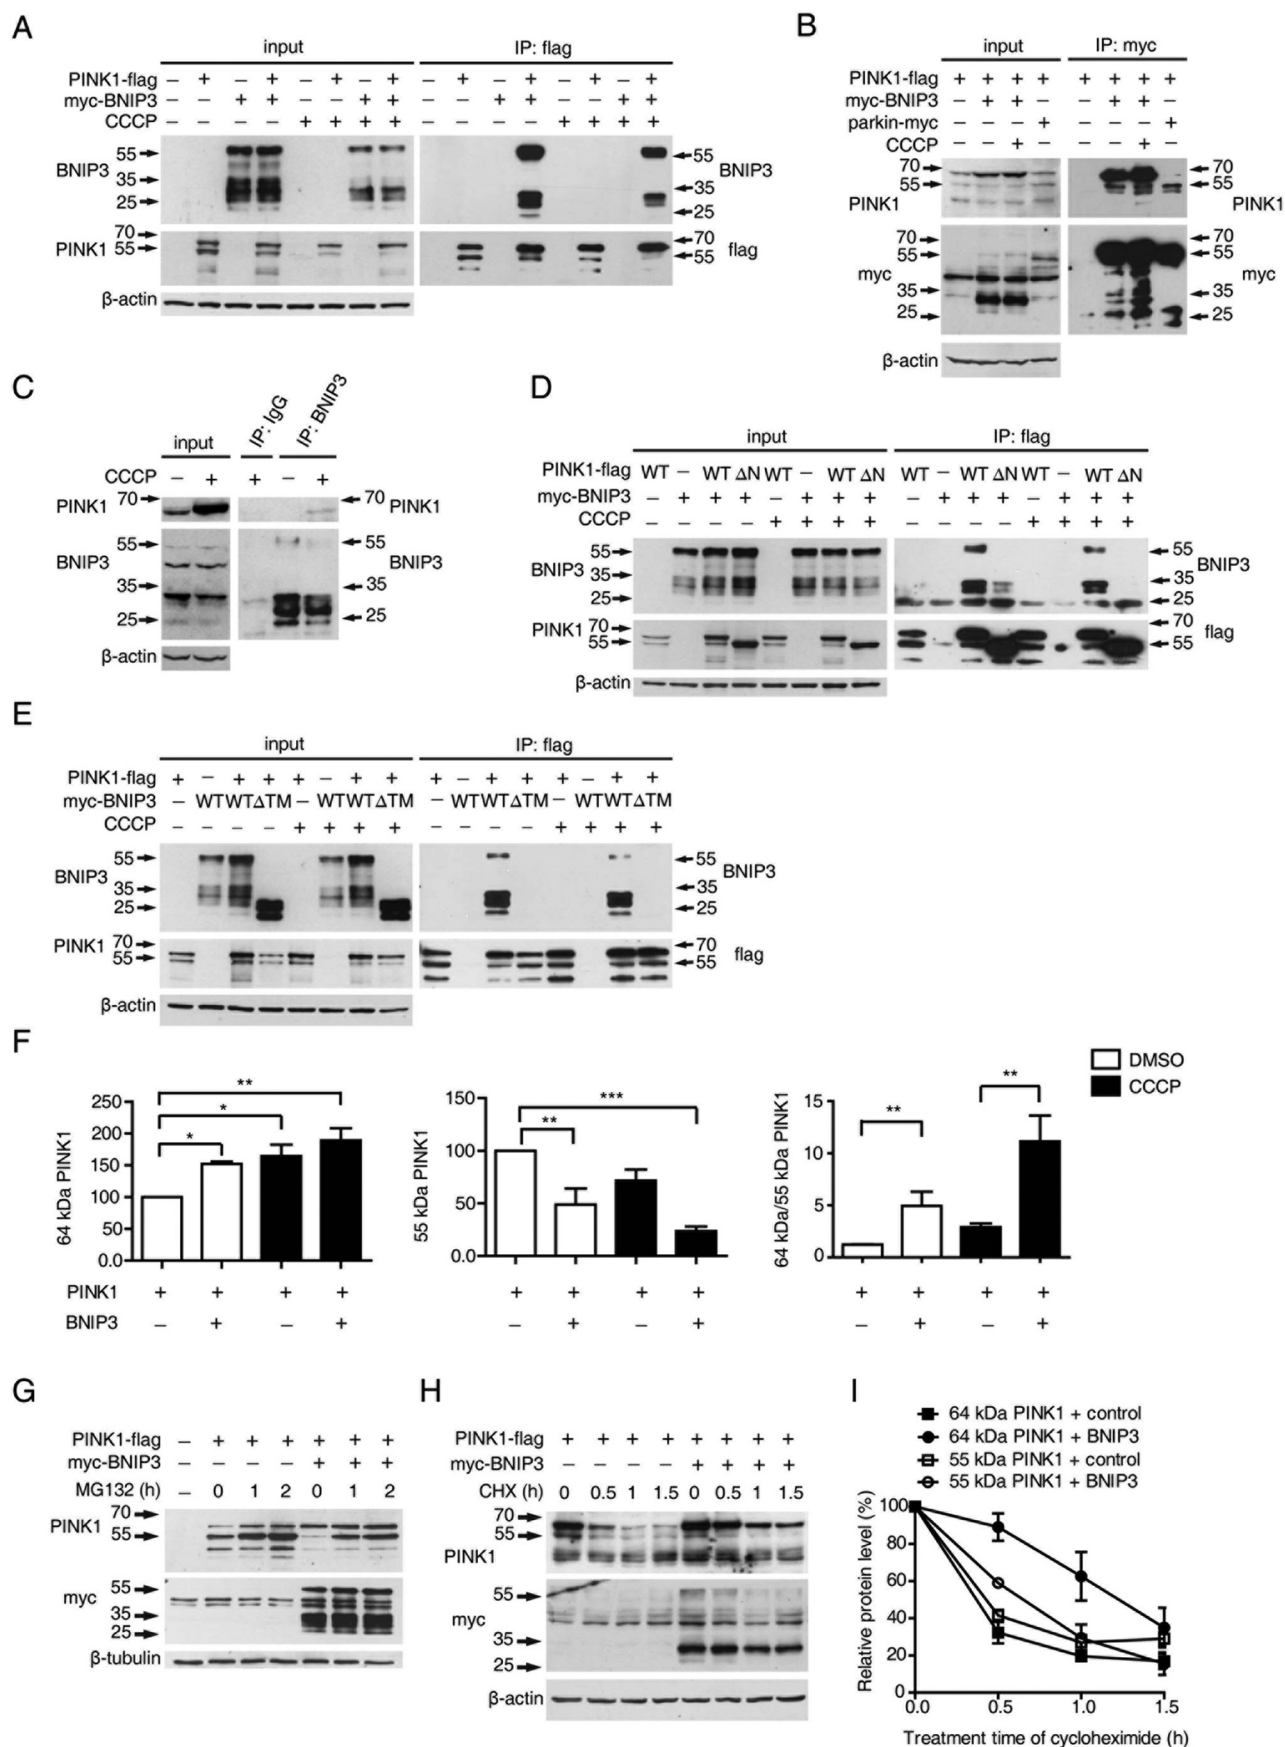 A
input IP: flag
PINK1-flag – + – + – + – + – + – + – + – +
myc-BNIP3 – – + + – – + + – – + + – – + +
CCCP – – – – + + + + – – – – + + + +
BNIP3 55 35 25 55 35 25 BNIP3
PINK1 70 55 70 55 flag
β-actin
B
input IP: myc
PINK1-flag + + + + + + + +
myc-BNIP3 – + + – – + + –
parkin-myc – – – + – – – +
CCCP – – + – – – + –
70 55 PINK1 70 55 PINK1
70 55 myc 35 25 70 55 35 myc 25
β-actin
C
input IP: IgG IP: BNIP3
CCCP – + + – +
PINK1 70 70 PINK1
55 BNIP3 35 25 55 BNIP3 35 25
β-actin
D
input IP: flag
PINK1-flag WT – WT ΔN WT – WT ΔN WT – WT ΔN WT – WT ΔN
myc-BNIP3 – + + + – + + + – + + + – + + +
CCCP – – – – + + + + – – – – + + + +
BNIP3 55 35 25 55 BNIP3 35 25
PINK1 70 55 70 flag 55
β-actin
E
input IP: flag
PINK1-flag + – + + + – + + + – + + + – + +
myc-BNIP3 – WT WT ΔTM – WT WT ΔTM – WT WT ΔTM – WT WT ΔTM
CCCP – – – – + + + + – – – – + + + +
55 BNIP3 35 25 55 BNIP3 35 25
PINK1 70 55 70 55 flag
β-actin
F
DMSO
CCCP
64 kDa PINK1
250
200
150
100
50
0.0
* * **
55 kDa PINK1
150
100
50
0.0
** ***
64 kDa/55 kDa PINK1
15
10
5
0
** **
PINK1 + + + + + + + + + + + +
BNIP3 – + – + – + – + – + – +
G
PINK1-flag – + + + + + +
myc-BNIP3 – – – – + + +
MG132 (h) – 0 1 2 0 1 2
PINK1 70 55
myc 55 35 25
β-tubulin
H
PINK1-flag + + + + + + + +
myc-BNIP3 – – – – + + + +
CHX (h) 0 0.5 1 1.5 0 0.5 1 1.5
70 55 PINK1
55 myc 35 25
β-actin
I
64 kDa PINK1 + control
64 kDa PINK1 + BNIP3
55 kDa PINK1 + control
55 kDa PINK1 + BNIP3
Relative protein level (%)
100
80
60
40
20
0
0.0 0.5 1.0 1.5
Treatment time of cycloheximide (h)